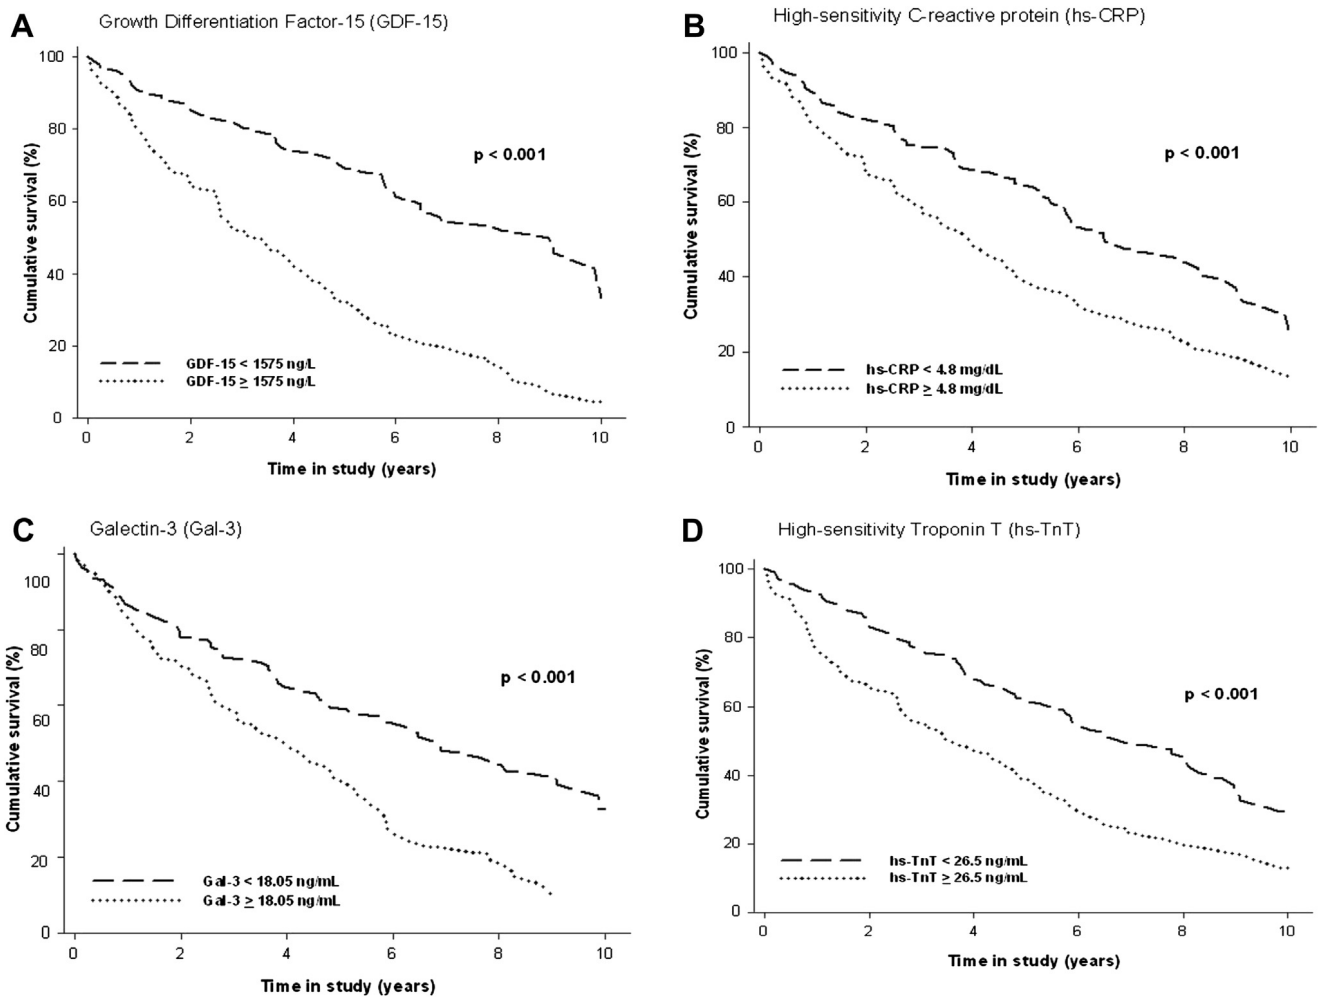 A
Growth Differentiation Factor-15 (GDF-15)
Cumulative survival (%)
100
80
60
40
20
0
p < 0.001
GDF-15 < 1575 ng/L
GDF-15 ≥ 1575 ng/L
0 2 4 6 8 10
Time in study (years)
B
High-sensitivity C-reactive protein (hs-CRP)
Cumulative survival (%)
100
80
60
40
20
0
p < 0.001
hs-CRP < 4.8 mg/dL
hs-CRP ≥ 4.8 mg/dL
0 2 4 6 8 10
Time in study (years)
C
Galectin-3 (Gal-3)
Cumulative survival (%)
100
80
60
40
20
0
p < 0.001
Gal-3 < 18.05 ng/mL
Gal-3 ≥ 18.05 ng/mL
0 2 4 6 8 10
Time in study (years)
D
High-sensitivity Troponin T (hs-TnT)
Cumulative survival (%)
100
80
60
40
20
0
p < 0.001
hs-TnT < 26.5 ng/mL
hs-TnT ≥ 26.5 ng/mL
0 2 4 6 8 10
Time in study (years)